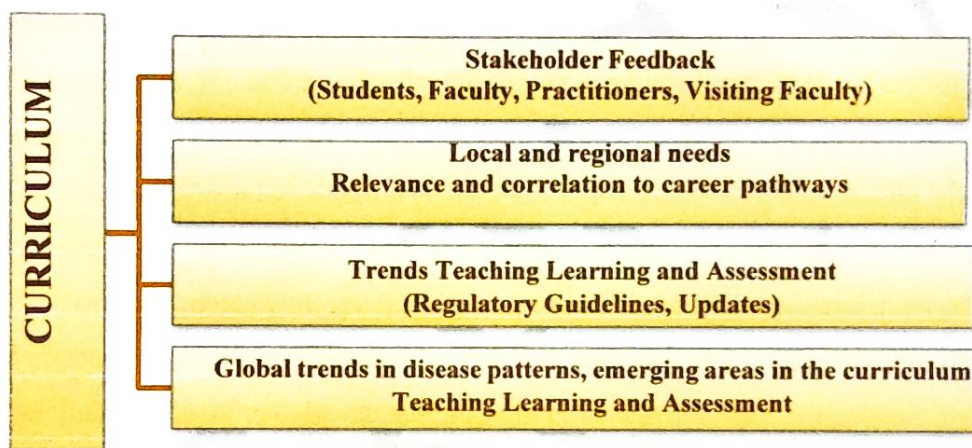 CURRICULUM
Stakeholder Feedback
(Students, Faculty, Practitioners, Visiting Faculty)
Local and regional needs
Relevance and correlation to career pathways
Trends Teaching Learning and Assessment
(Regulatory Guidelines, Updates)
Global trends in disease patterns, emerging areas in the curriculum
Teaching Learning and Assessment